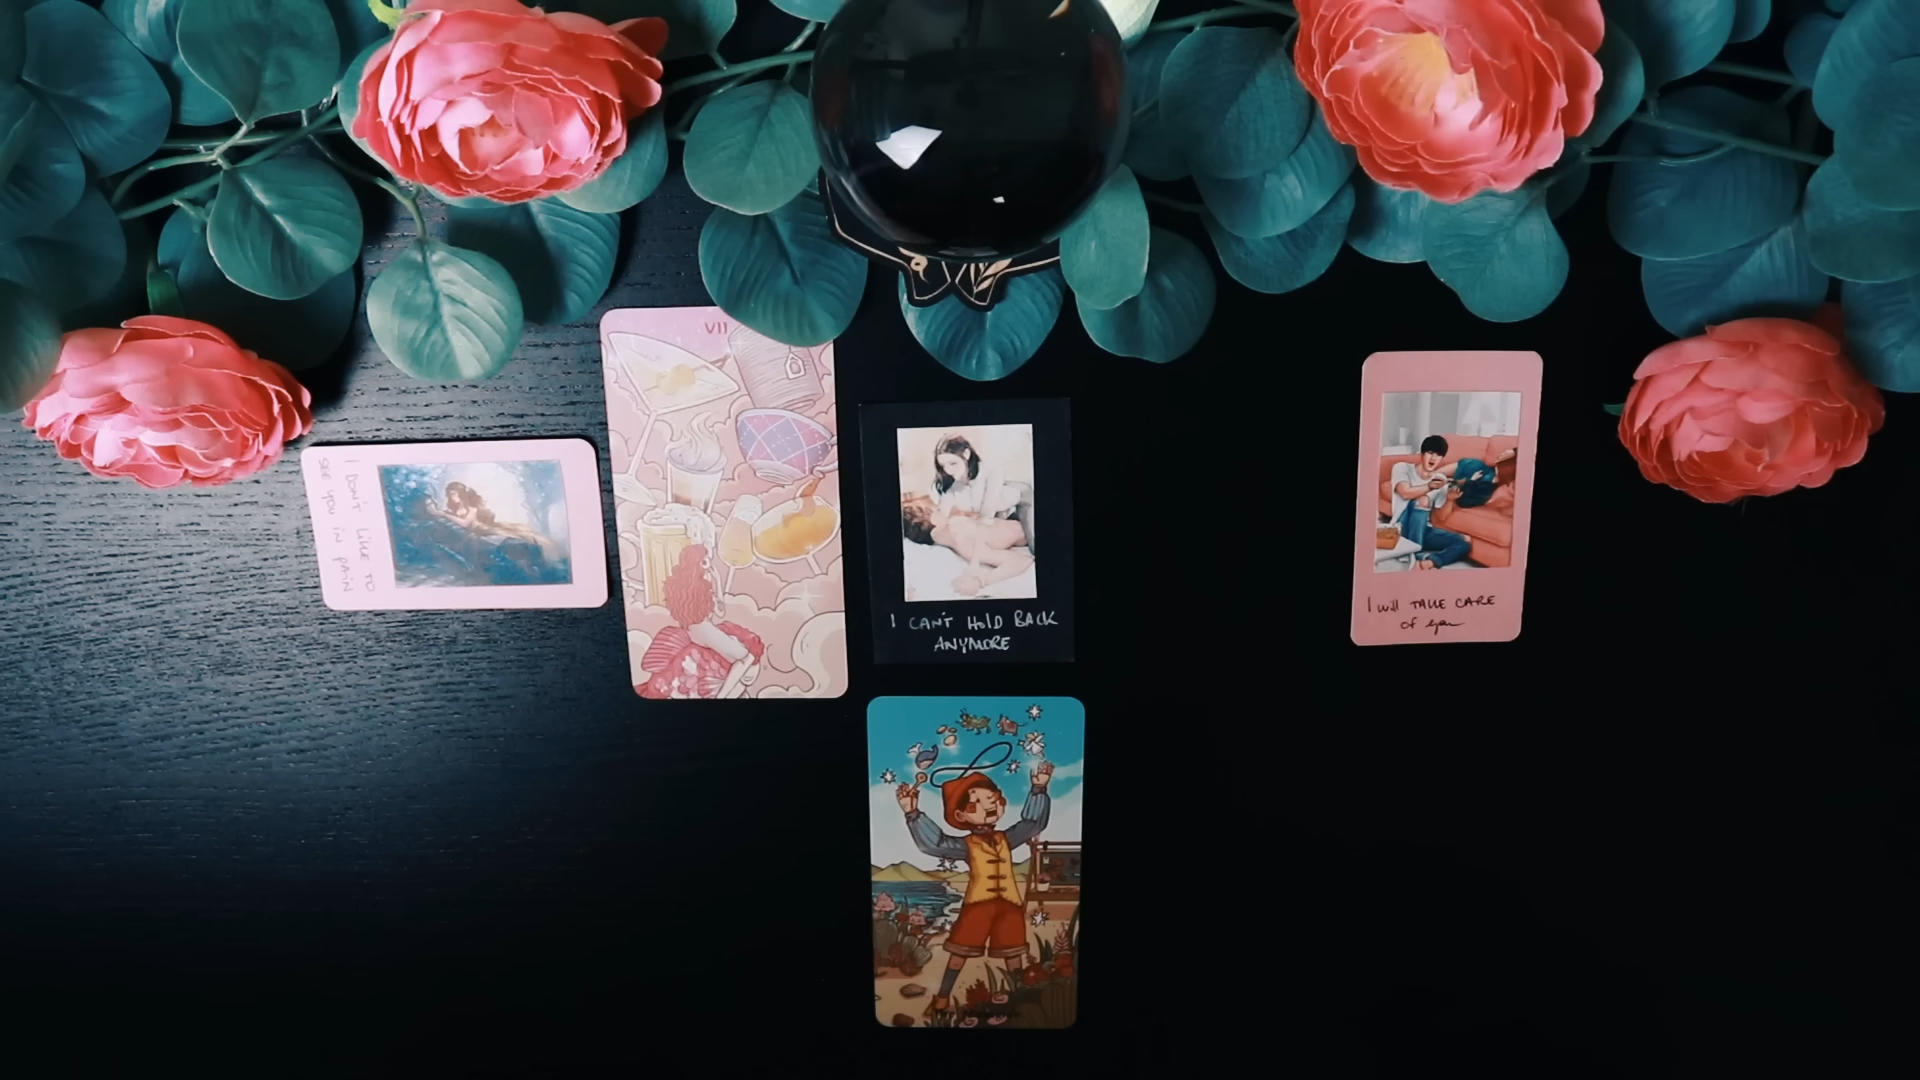 I DON'T LIKE TO
SEE YOU IN PAIN
VII
I CAN'T HOLD BACK
ANYMORE
I will TAKE CARE
of you